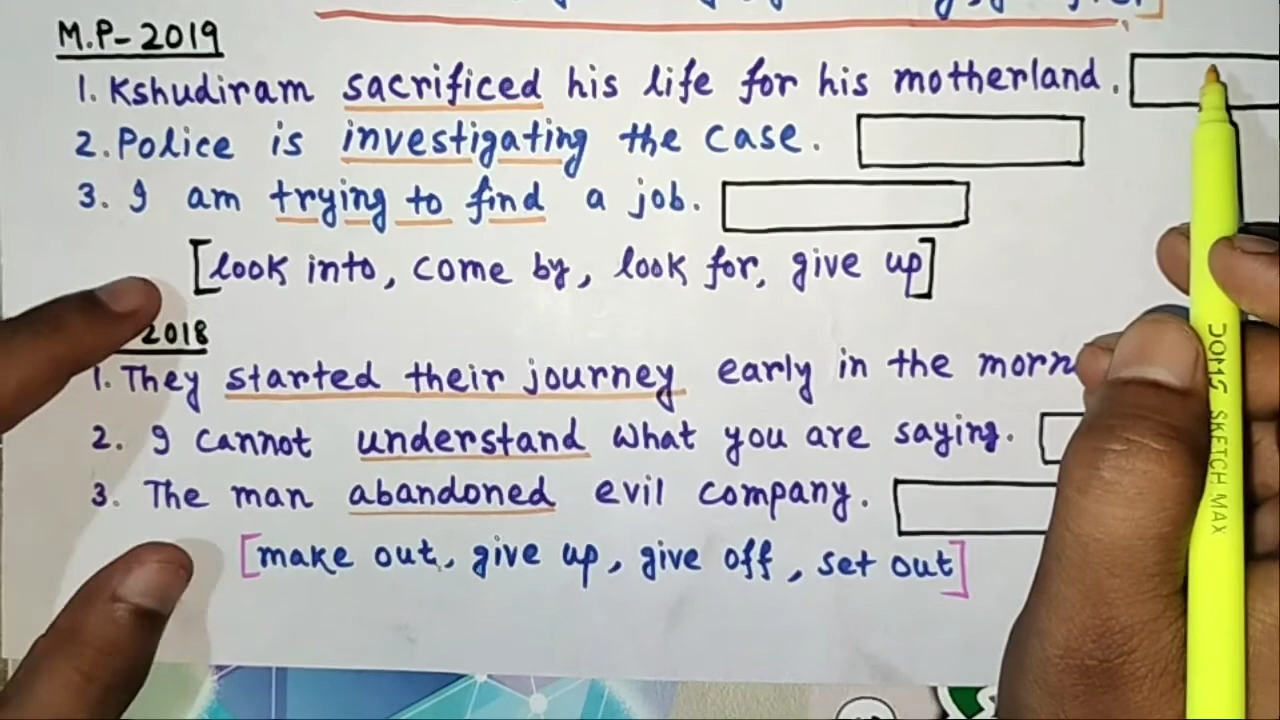 M.P-2019
1. Kshudiram sacrificed his life for his motherland.
2. Police is investigating the case.
3. I am trying to find a job.
[look into, come by, look for, give up]
2018
1. They started their journey early in the
2. I cannot understand what you are saying.
3. The man abandoned evil company.
[make out, give up, give off, set out]
DOMS SKETCH MAX